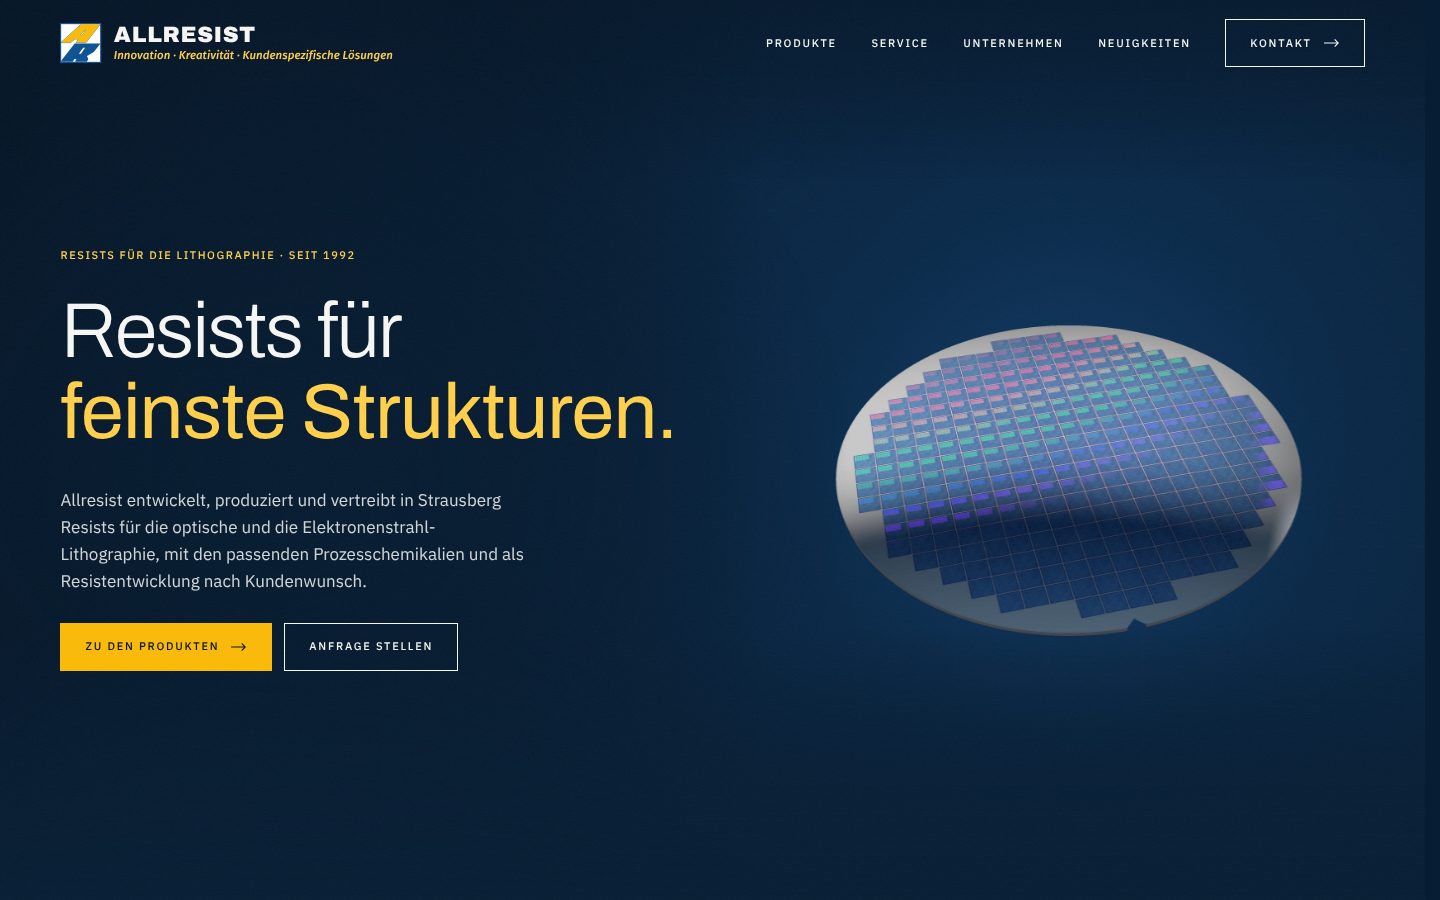 ALLRESIST
Innovation · Kreativität · Kundenspezifische Lösungen
PRODUKTE
SERVICE
UNTERNEHMEN
NEUIGKEITEN
KONTAKT
RESISTS FÜR DIE LITHOGRAPHIE · SEIT 1992
Resists für
feinste Strukturen.
Allresist entwickelt, produziert und vertreibt in Strausberg
Resists für die optische und die Elektronenstrahl-
Lithographie, mit den passenden Prozesschemikalien und als
Resistentwicklung nach Kundenwunsch.
ZU DEN PRODUKTEN
ANFRAGE STELLEN